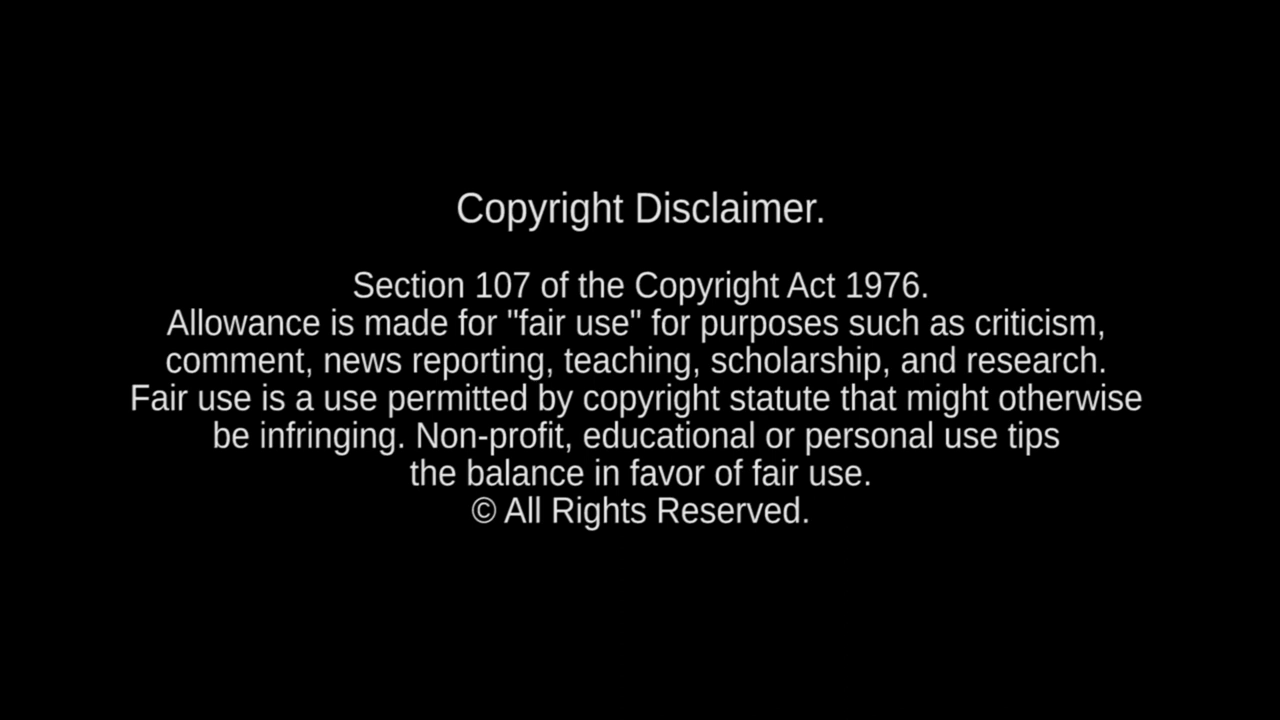 Copyright Disclaimer.
Section 107 of the Copyright Act 1976.
Allowance is made for "fair use" for purposes such as criticism,
comment, news reporting, teaching, scholarship, and research.
Fair use is a use permitted by copyright statute that might otherwise
be infringing. Non-profit, educational or personal use tips
the balance in favor of fair use.
© All Rights Reserved.